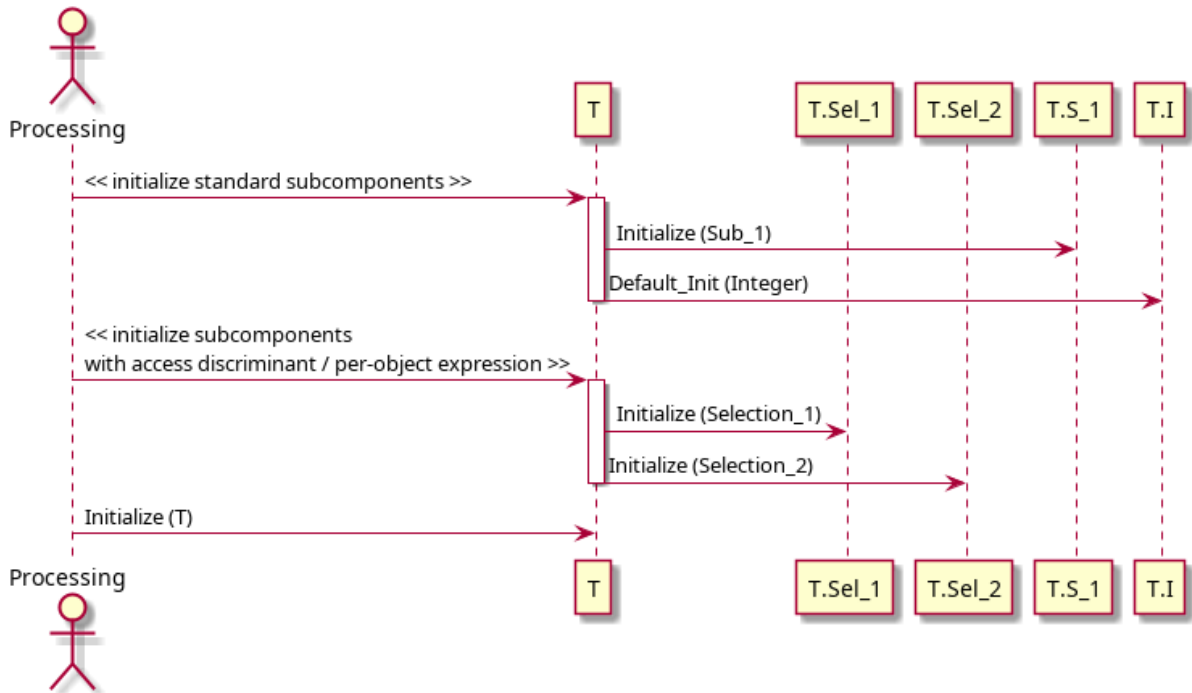 Processing
T
T.Sel_1
T.Sel_2
T.S_1
T.I
<< initialize standard subcomponents >>
Initialize (Sub_1)
Default_Init (Integer)
<< initialize subcomponents
with access discriminant / per-object expression >>
Initialize (Selection_1)
Initialize (Selection_2)
Initialize (T)
Processing
T
T.Sel_1
T.Sel_2
T.S_1
T.I